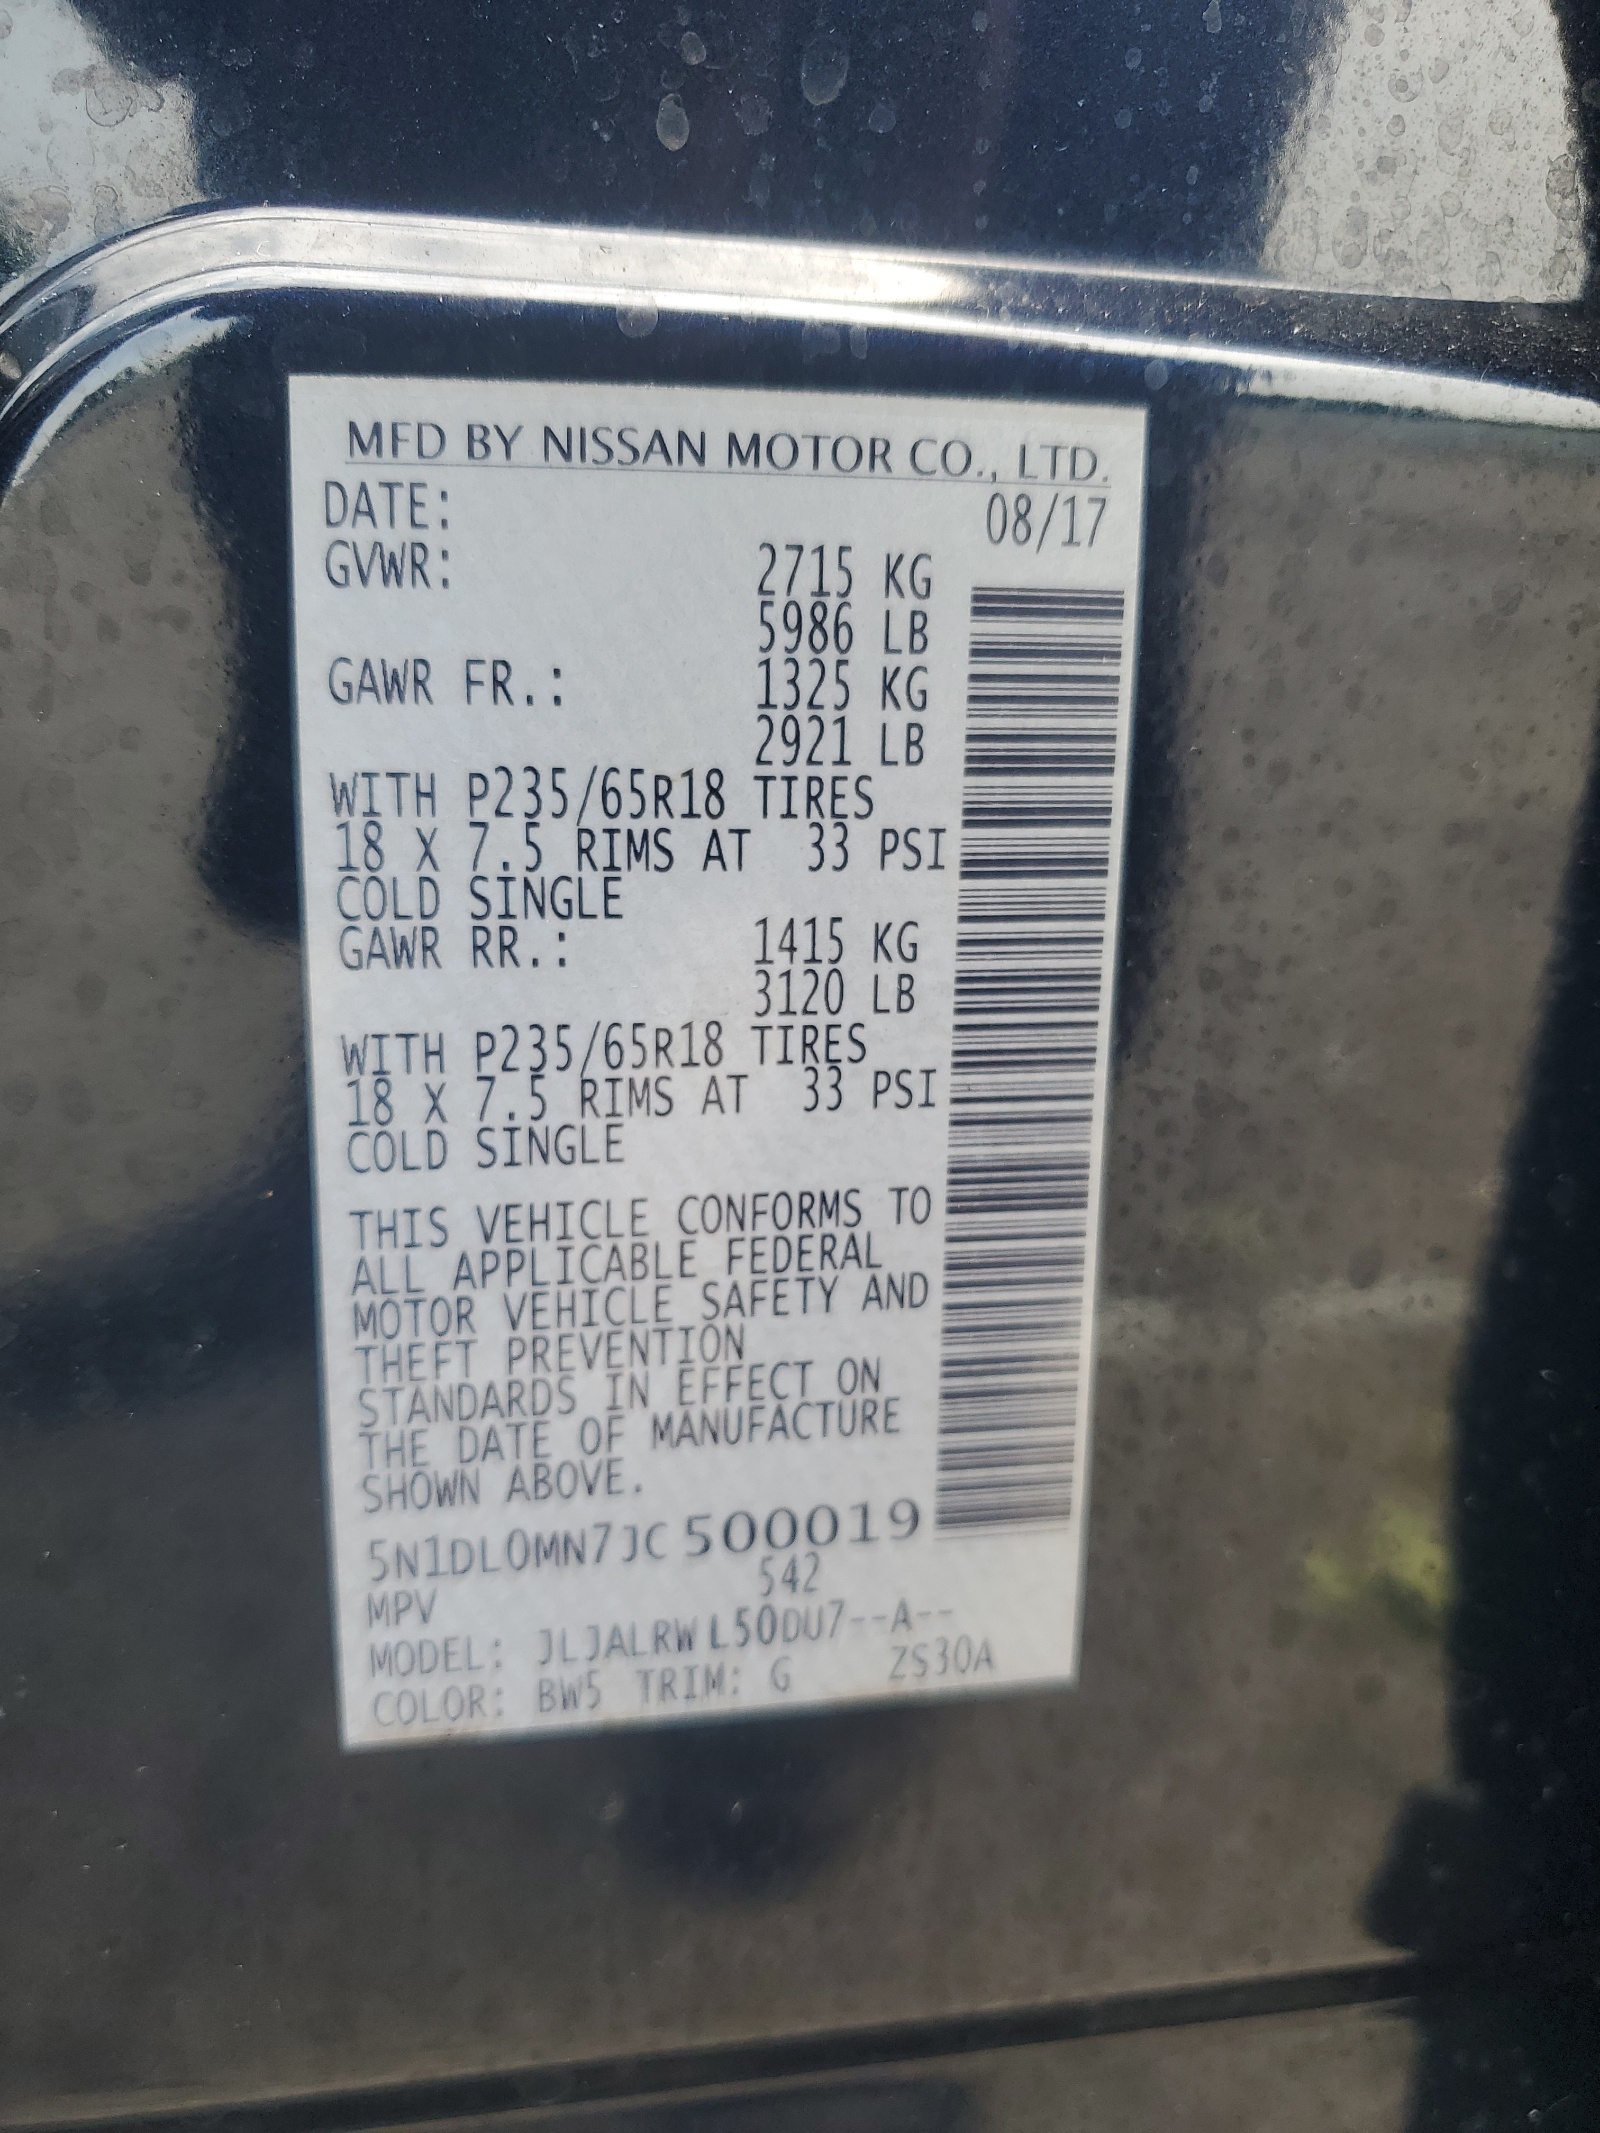 MFD BY NISSAN MOTOR CO., LTD.
DATE: 08/17
GVWR: 2715 KG
5986 LB
GAWR FR.: 1325 KG
2921 LB
WITH P235/65R18 TIRES
18 X 7.5 RIMS AT 33 PSI
COLD SINGLE
GAWR RR.: 1415 KG
3120 LB
WITH P235/65R18 TIRES
18 X 7.5 RIMS AT 33 PSI
COLD SINGLE
THIS VEHICLE CONFORMS TO
ALL APPLICABLE FEDERAL
MOTOR VEHICLE SAFETY AND
THEFT PREVENTION
STANDARDS IN EFFECT ON
THE DATE OF MANUFACTURE
SHOWN ABOVE.
5N1DL0MN7JC500019
MPV 542
MODEL: JLJALRWL50DU7--A--
COLOR: BW5 TRIM: G ZS30A